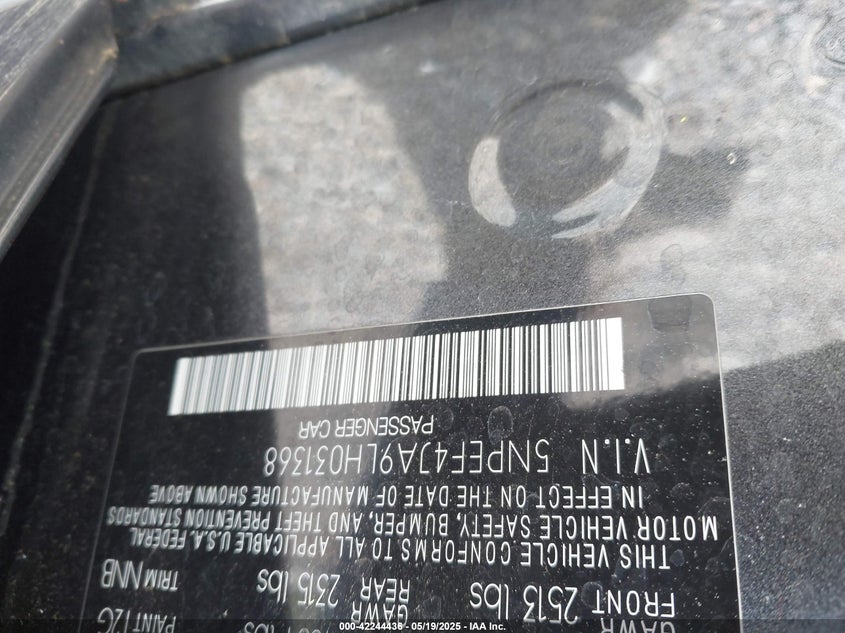 PAINT T2G
GAWR
FRONT 2513 lbs
GAWR
REAR 2315 lbs
TRIM NNB
THIS VEHICLE CONFORMS TO ALL APPLICABLE U.S.A. FEDERAL
MOTOR VEHICLE SAFETY, BUMPER, AND THEFT PREVENTION STANDARDS
IN EFFECT ON THE DATE OF MANUFACTURE SHOWN ABOVE
V.I.N 5NPEF4JA9LH031368
PASSENGER CAR
000-42244436 - 05/19/2025 - IAA Inc.